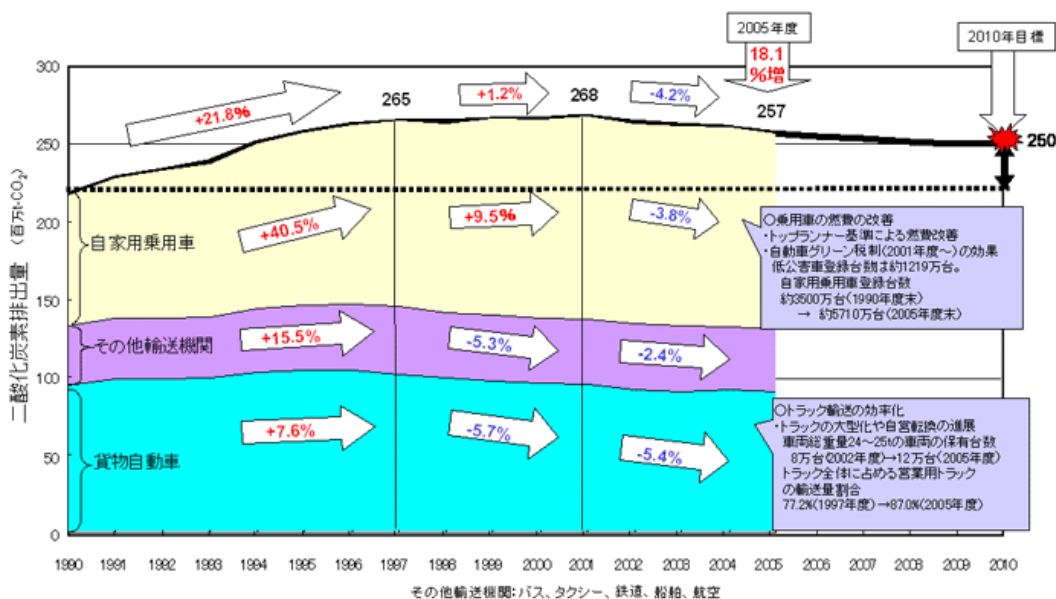 2005年度
18.1
%増
2010年目標
二酸化炭素排出量 (百万t-CO₂)
300
250
200
150
100
50
0
+21.8%
265
+1.2%
268
-4.2%
257
250
自家用乗用車
+40.5%
+9.5%
-3.8%
○乗用車の燃費の改善
・トップランナー基準による燃費改善
・自動車グリーン税制(2001年度~)の効果
低公害車登録台数は約1219万台。
自家用乗用車登録台数
約3500万台(1990年度末)
→ 約5710万台(2005年度末)
その他輸送機関
+15.5%
-5.3%
-2.4%
貨物自動車
+7.6%
-5.7%
-5.4%
○トラック輸送の効率化
・トラックの大型化や自営転換の進展
車両総重量24~25tの車両の保有台数
8万台(2002年度)→12万台(2005年度)
トラック全体に占める営業用トラック
の輸送量割合
77.2%(1997年度)→87.0%(2005年度)
1990 1991 1992 1993 1994 1995 1996 1997 1998 1999 2000 2001 2002 2003 2004 2005 2006 2007 2008 2009 2010
その他輸送機関:バス、タクシー、鉄道、船舶、航空